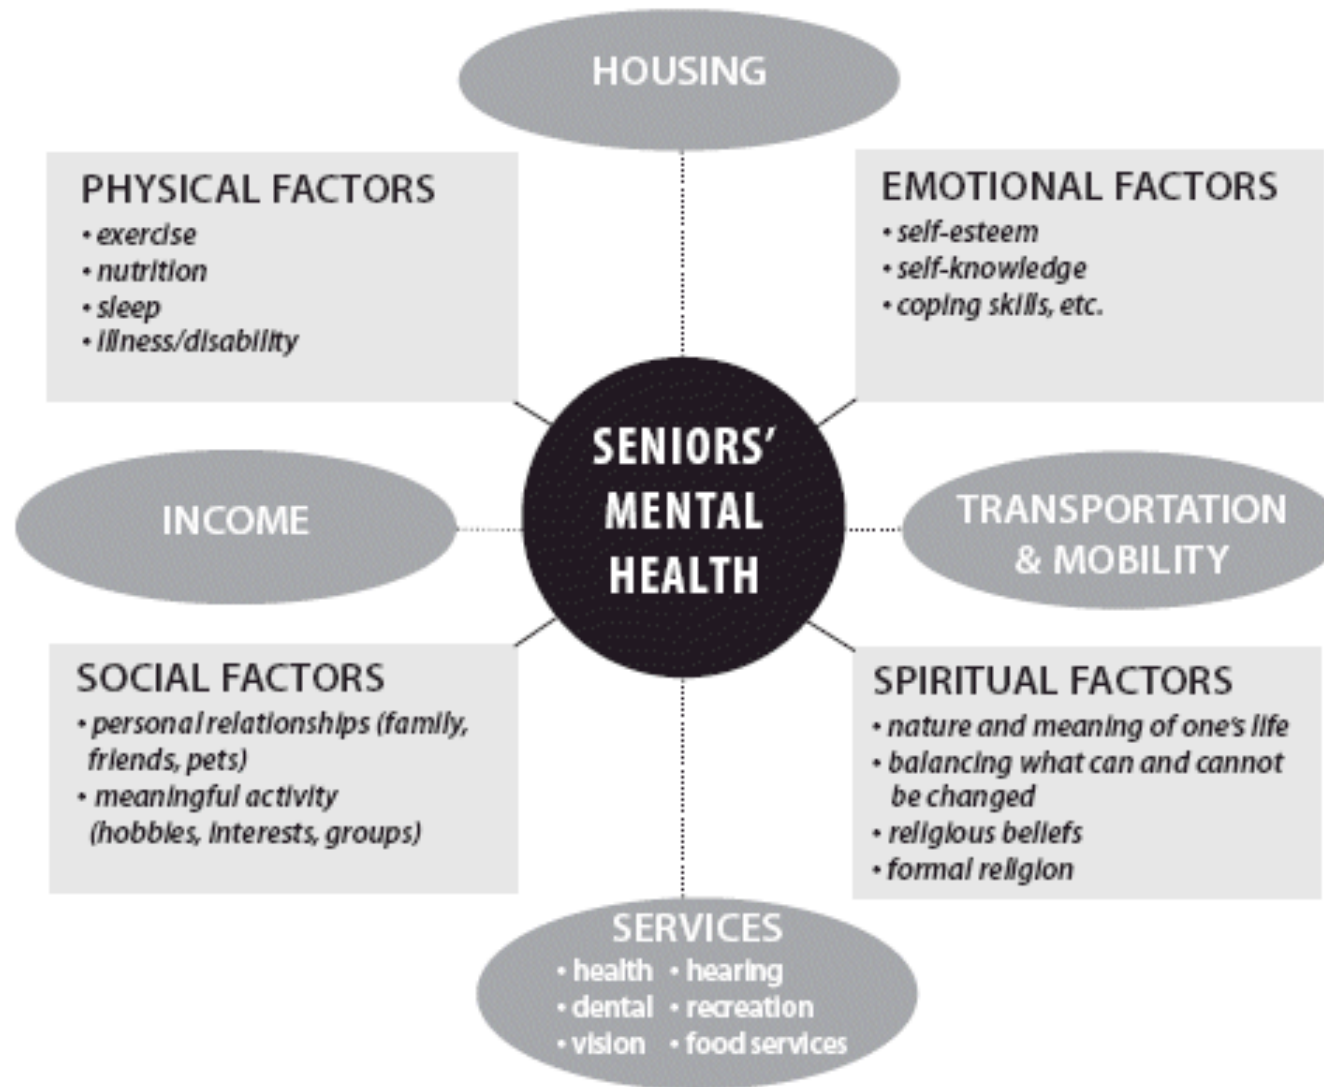 HOUSING
PHYSICAL FACTORS
• exercise
• nutrition
• sleep
• illness/disability
EMOTIONAL FACTORS
• self-esteem
• self-knowledge
• coping skills, etc.
SENIORS’
MENTAL
HEALTH
INCOME
TRANSPORTATION
& MOBILITY
SOCIAL FACTORS
• personal relationships (family,
friends, pets)
• meaningful activity
(hobbies, interests, groups)
SPIRITUAL FACTORS
• nature and meaning of one’s life
• balancing what can and cannot
be changed
• religious beliefs
• formal religion
SERVICES
• health • hearing
• dental • recreation
• vision • food services